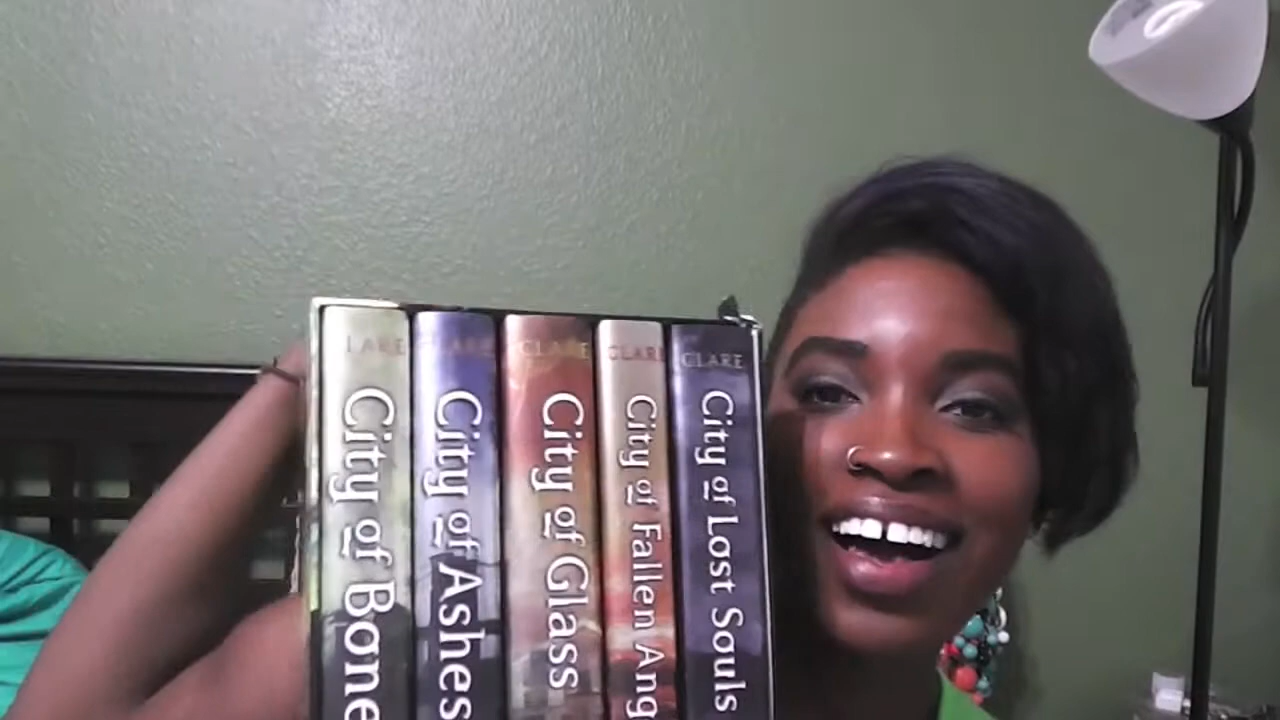 LARE
City of Bone
CLARE
City of Ashes
CLARE
City of Glass
CLARE
City of Fallen Ang
CLARE
City of Lost Souls